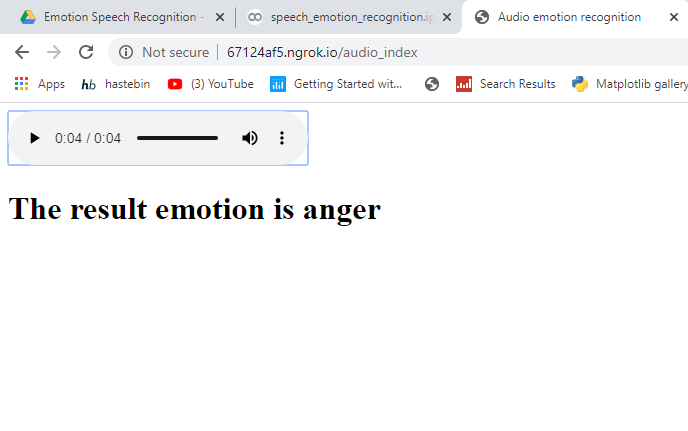 Emotion Speech Recognition - speech_emotion_recognition.ip Audio emotion recognition
Not secure | 67124af5.ngrok.io/audio_index
Apps hb hastebin (3) YouTube Getting Started wit... Search Results Matplotlib gallery
0:04 / 0:04
The result emotion is anger